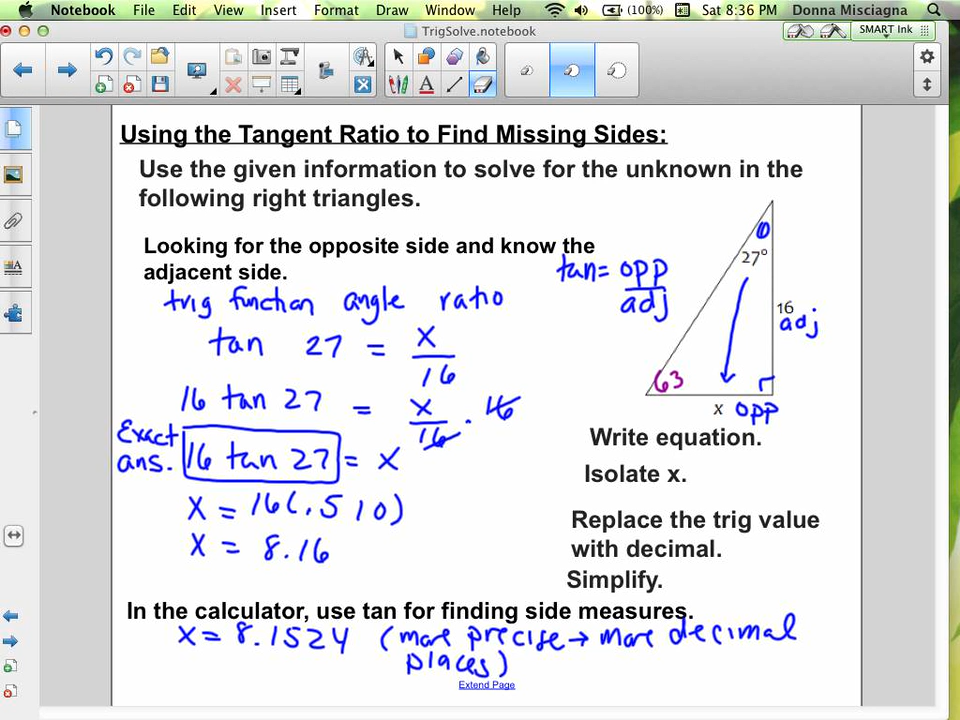 Notebook File Edit View Insert Format Draw Window Help (100%) Sat 8:36 PM Donna Misciagna
TrigSolve.notebook
SMART Ink
Using the Tangent Ratio to Find Missing Sides:
Use the given information to solve for the unknown in the
following right triangles.
Looking for the opposite side and know the
adjacent side.
trig function angle ratio
tan 27 = x/16
16 tan 27 = x/16 · 16
Exact
ans. 16 tan 27 = x
x = 16(.510)
x = 8.16
tan = opp/adj
θ
27°
16
adj
63
x opp
Write equation.
Isolate x.
Replace the trig value
with decimal.
Simplify.
In the calculator, use tan for finding side measures.
x = 8.1524 (more precise → more decimal
places)
Extend Page